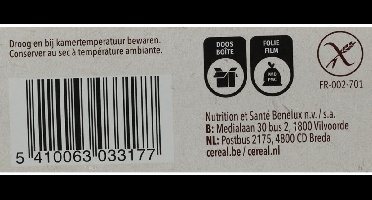 Droog en bij kamertemperatuur bewaren.
Conserver au sec à température ambiante.
5 410063 033177
DOOS
BOÎTE
FOLIE
FILM
PMD
PMC
FR-002-701
Nutrition et Santé Benelux n.v. / s.a.
B: Medialaan 30 bus 2, 1800 Vilvoorde
NL: Postbus 2175, 4800 CD Breda
cereal.be / cereal.nl